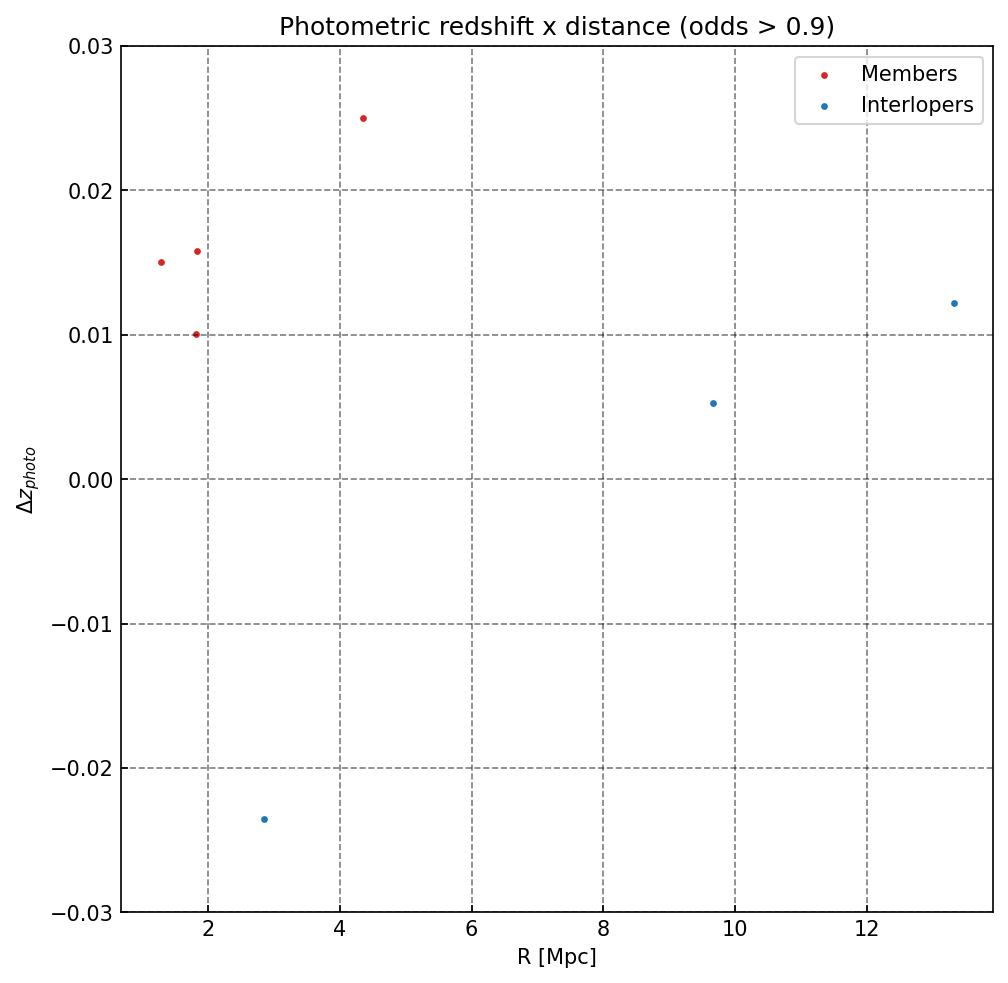 Photometric redshift x distance (odds > 0.9)
Members
Interlopers
0.03
0.02
0.01
0.00
−0.01
−0.02
−0.03
Δz_photo
2 4 6 8 10 12
R [Mpc]